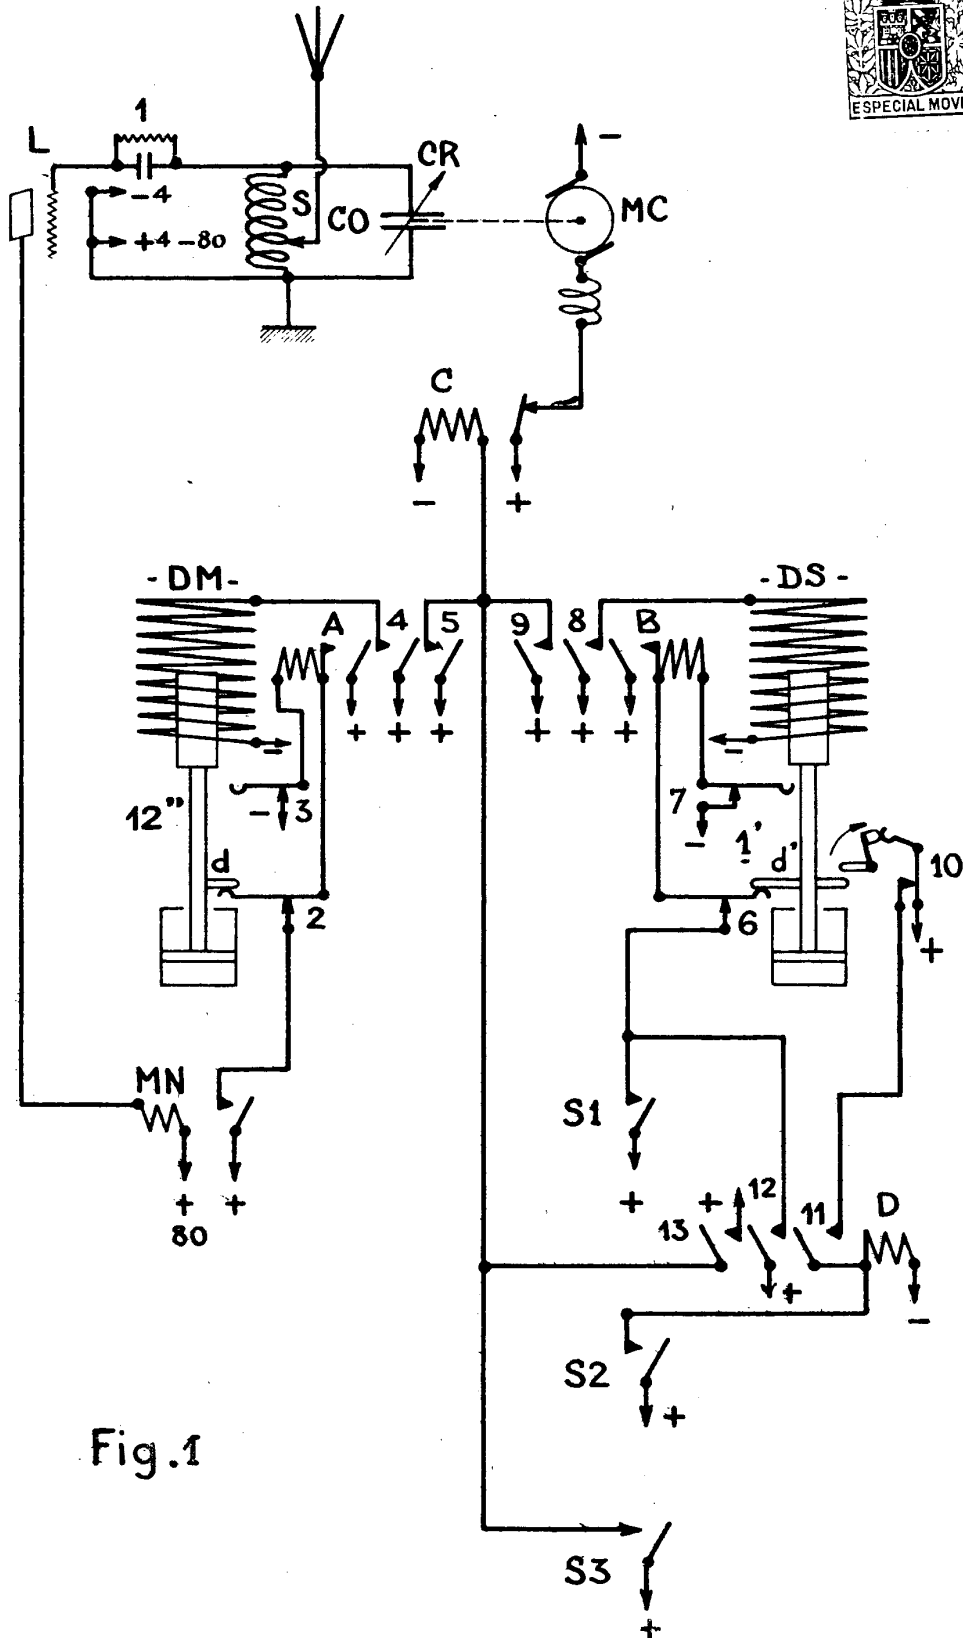 ESPECIAL MOVI
1
L
CR
-4
S
CO
MC
-
+4 -80
C
-
+
-DM-
-DS-
A
4
5
9
8
B
+
+
+
+
+
+
-
-
12"
-
3
7
-
1'
d
d'
10
2
6
+
MN
S1
+
+
80
+
+
12
13
11
D
+
-
S2
+
Fig.1
S3
+